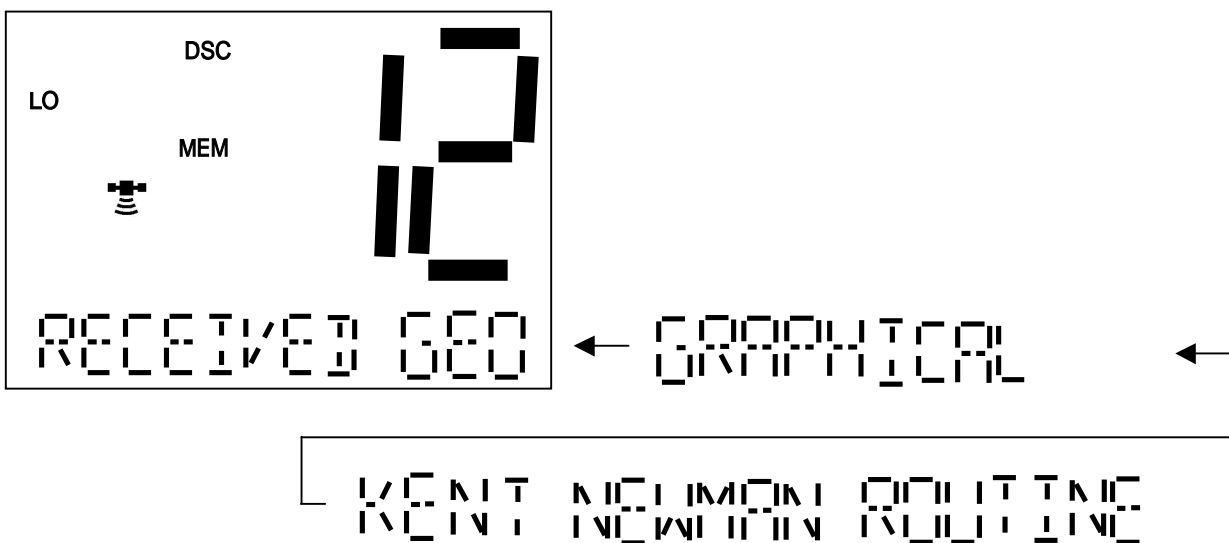 DSC
12
LO
MEM
RECEIVED GEO GRAPHICAL
KENT NEWMAN ROUTINE